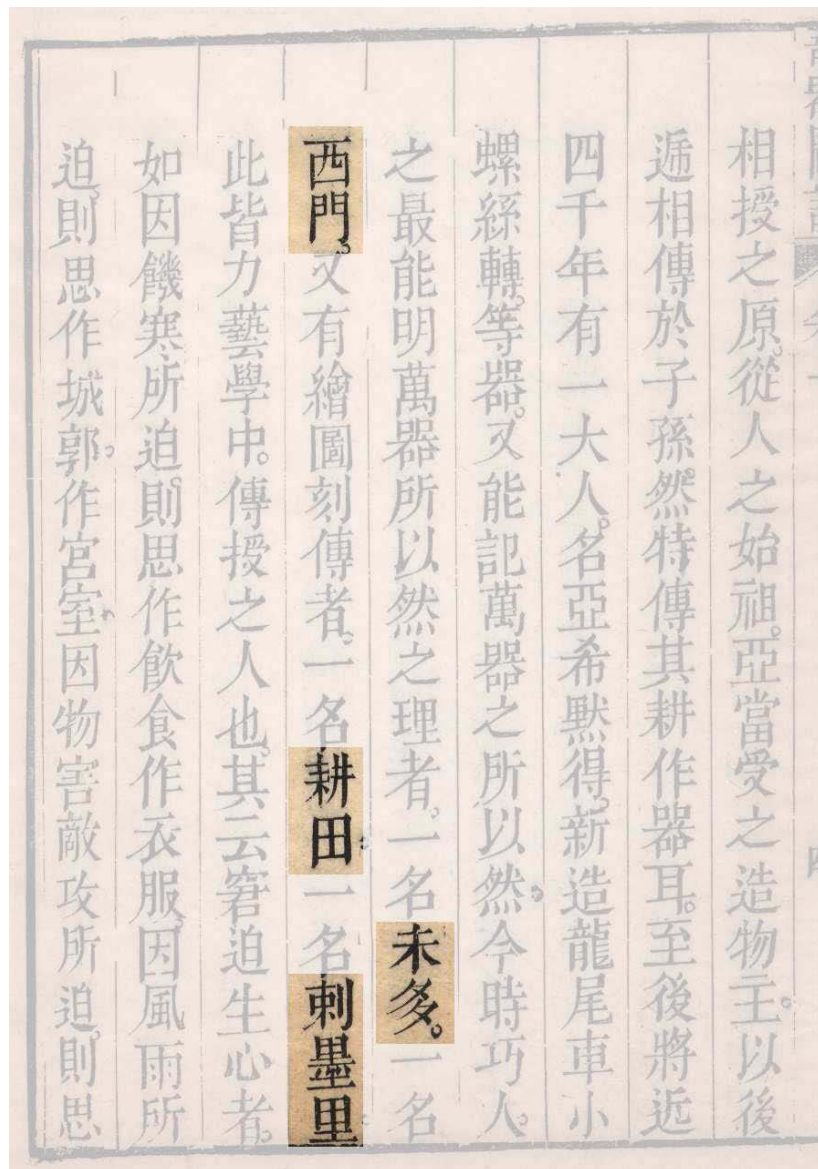 相授之原。從人之始祖。亞當受之造物主。以後
遞相傳於子孫。然特傳其耕作器耳。至後將近
四千年有一大人。名亞希黙得。新造龍尾車小
螺絲轉。等器。又能記萬器之所以然。今時巧人。
之最能明萬器所以然之理者。一名未多。一名
西門。又有繪圖刻傳者。一名耕田。一名刺墨里。
此皆力藝學中。傳授之人也。其云窘迫生心者。
如因饑寒所迫。則思作飲食作衣服。因風雨所
迫。則思作城郭。作宮室。因物害敵攻所迫。則思